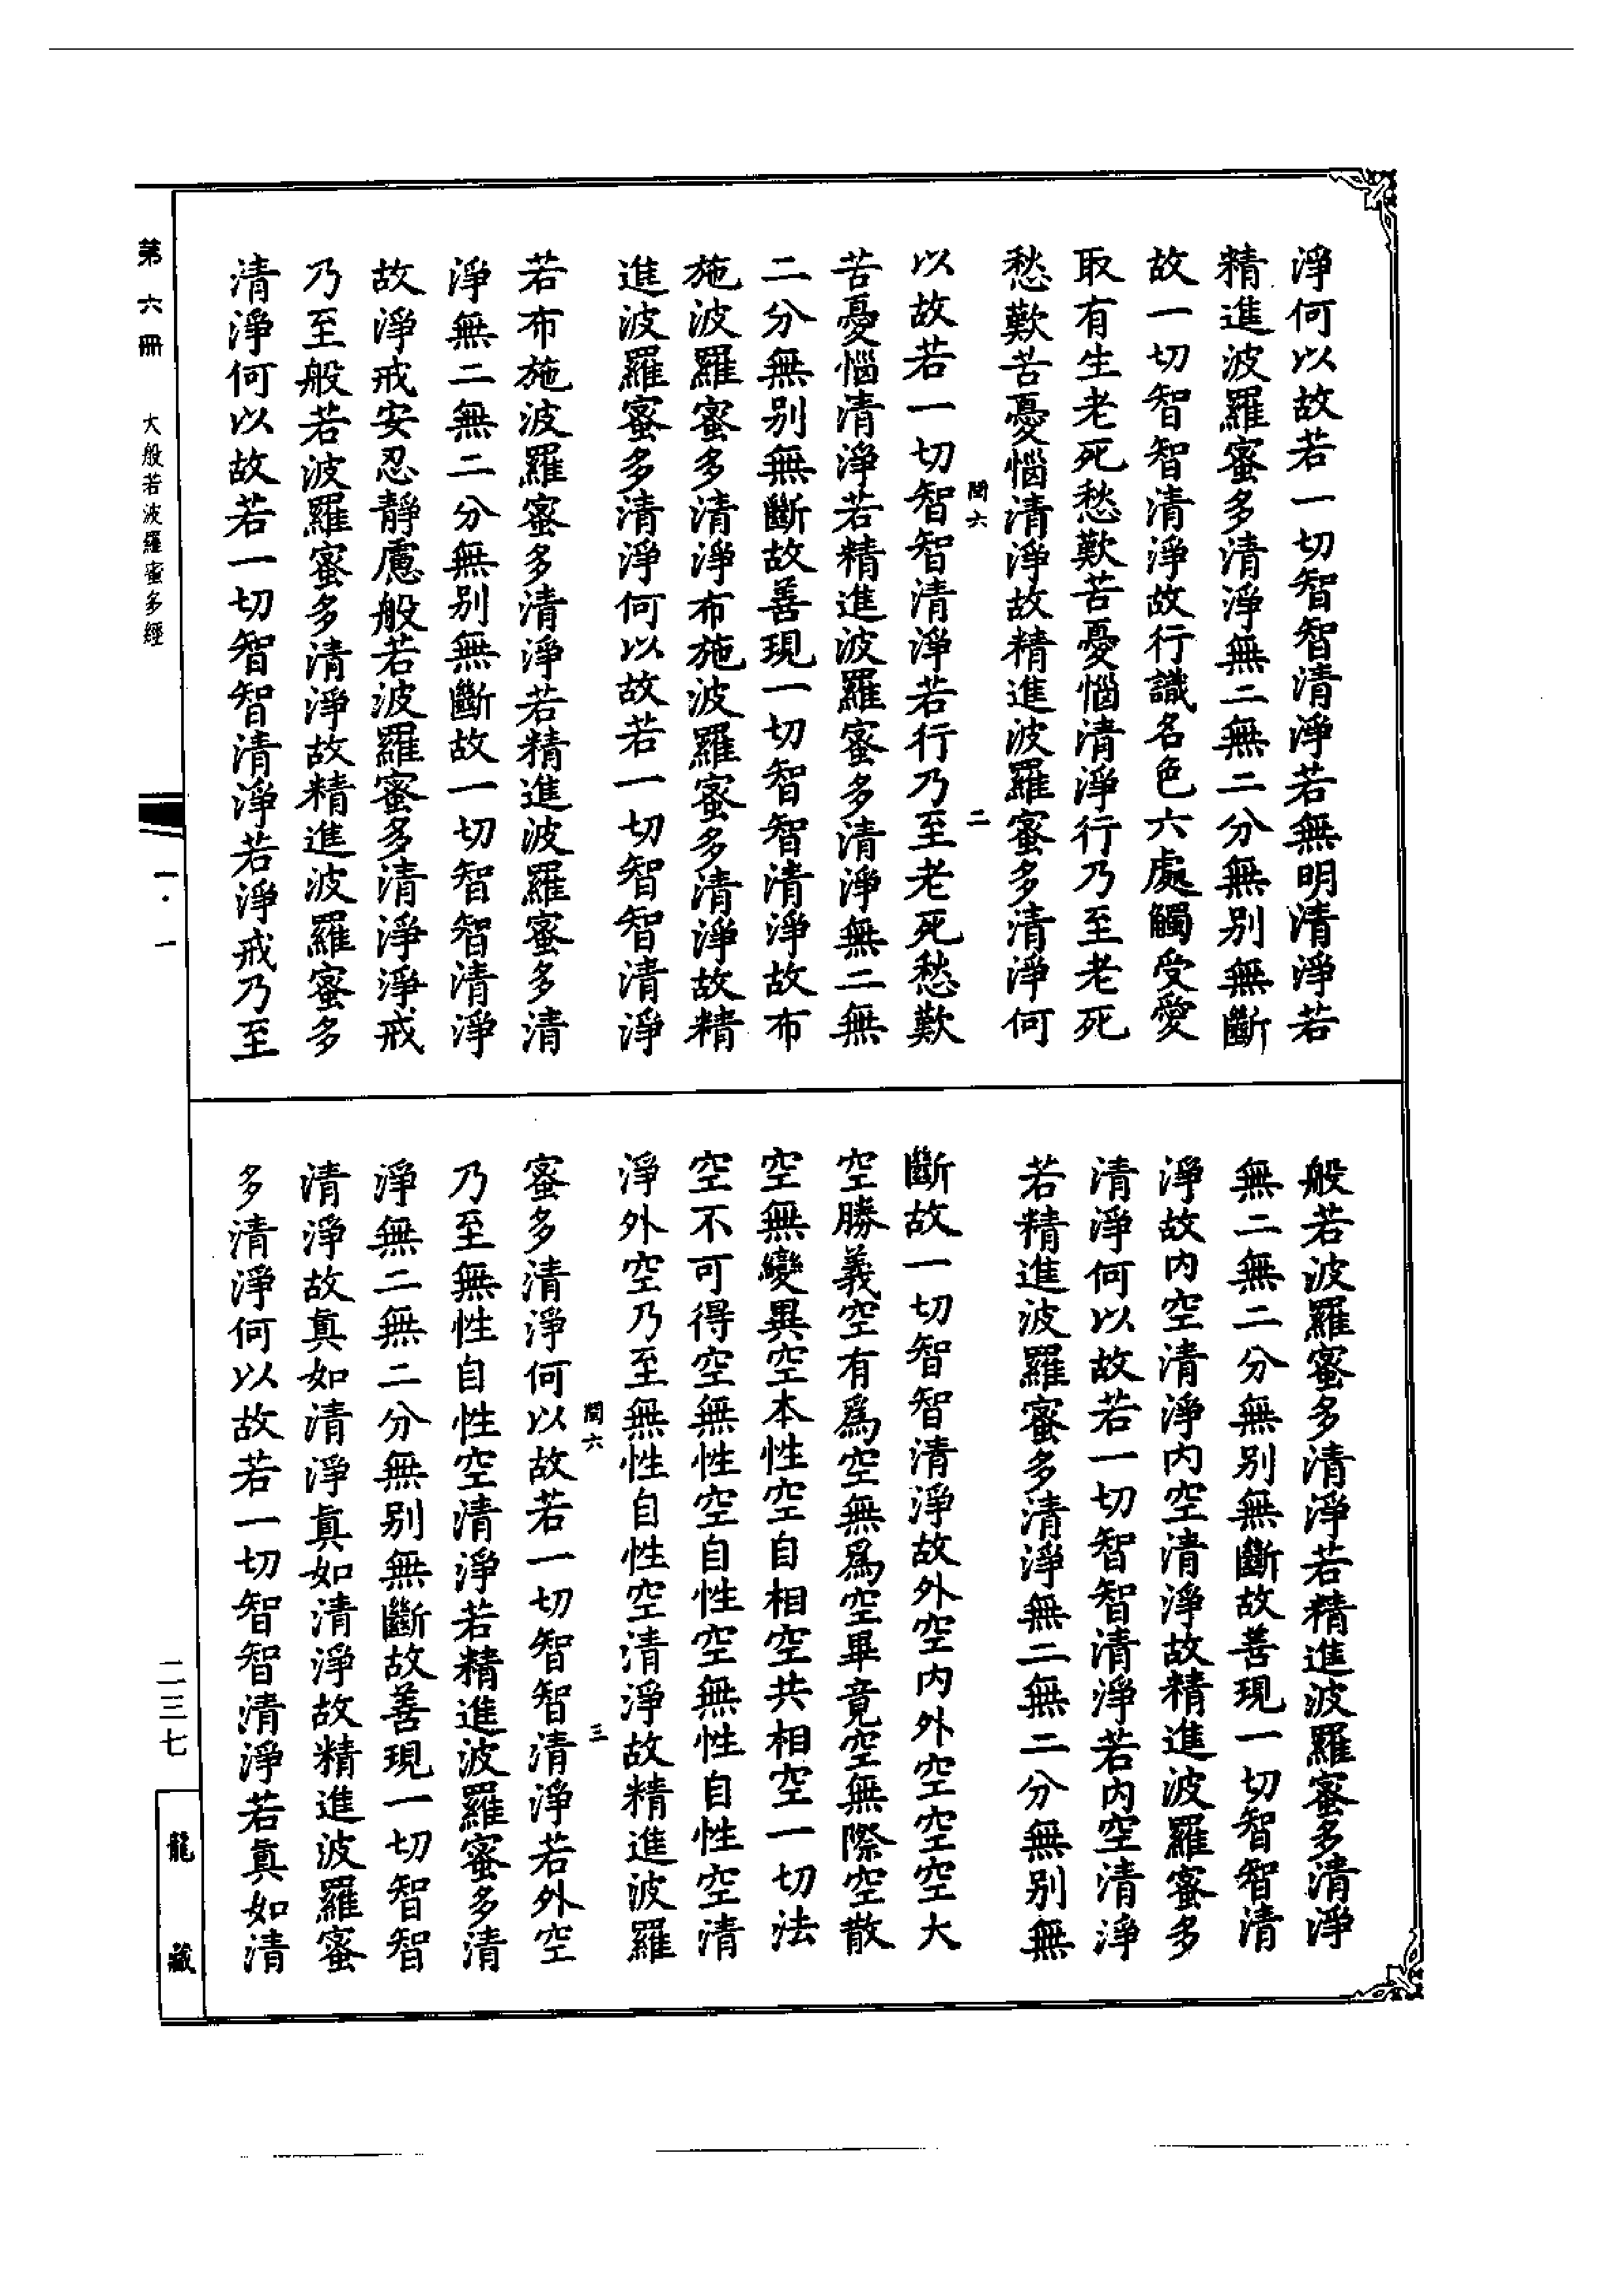 淨何以故若一切智智清淨若無明清淨若
精進波羅蜜多清淨無二無二分無别無斷
故一切智智清淨故行識名色六處觸受愛
取有生老死愁歎苦憂惱清淨行乃至老死
愁歎苦憂惱清淨故精進波羅蜜多清淨何
閏六 二
以故若一切智智清淨若行乃至老死愁歎
苦憂惱清淨若精進波羅蜜多清淨無二無
二分無别無斷故善現一切智智清淨故布
施波羅蜜多清淨布施波羅蜜多清淨故精
進波羅蜜多清淨何以故若一切智智清淨
若布施波羅蜜多清淨若精進波羅蜜多清
淨無二無二分無别無斷故一切智智清淨
故淨戒安忍靜慮般若波羅蜜多清淨淨戒
乃至般若波羅蜜多清淨故精進波羅蜜多
清淨何以故若一切智智清淨若淨戒乃至
般若波羅蜜多清淨若精進波羅蜜多清淨
無二無二分無别無斷故善現一切智智清
淨故内空清淨内空清淨故精進波羅蜜多
清淨何以故若一切智智清淨若内空清淨
若精進波羅蜜多清淨無二無二分無别無
斷故一切智智清淨故外空内外空空空大
空勝義空有爲空無爲空畢竟空無際空散
空無變異空本性空自相空共相空一切法
空不可得空無性空自性空無性自性空清
淨外空乃至無性自性空清淨故精進波羅
閏六 三
蜜多清淨何以故若一切智智清淨若外空
乃至無性自性空清淨若精進波羅蜜多清
淨無二無二分無别無斷故善現一切智智
清淨故真如清淨真如清淨故精進波羅蜜
多清淨何以故若一切智智清淨若真如清
第六冊 大般若波羅蜜多經 一·一 二三七 龍藏